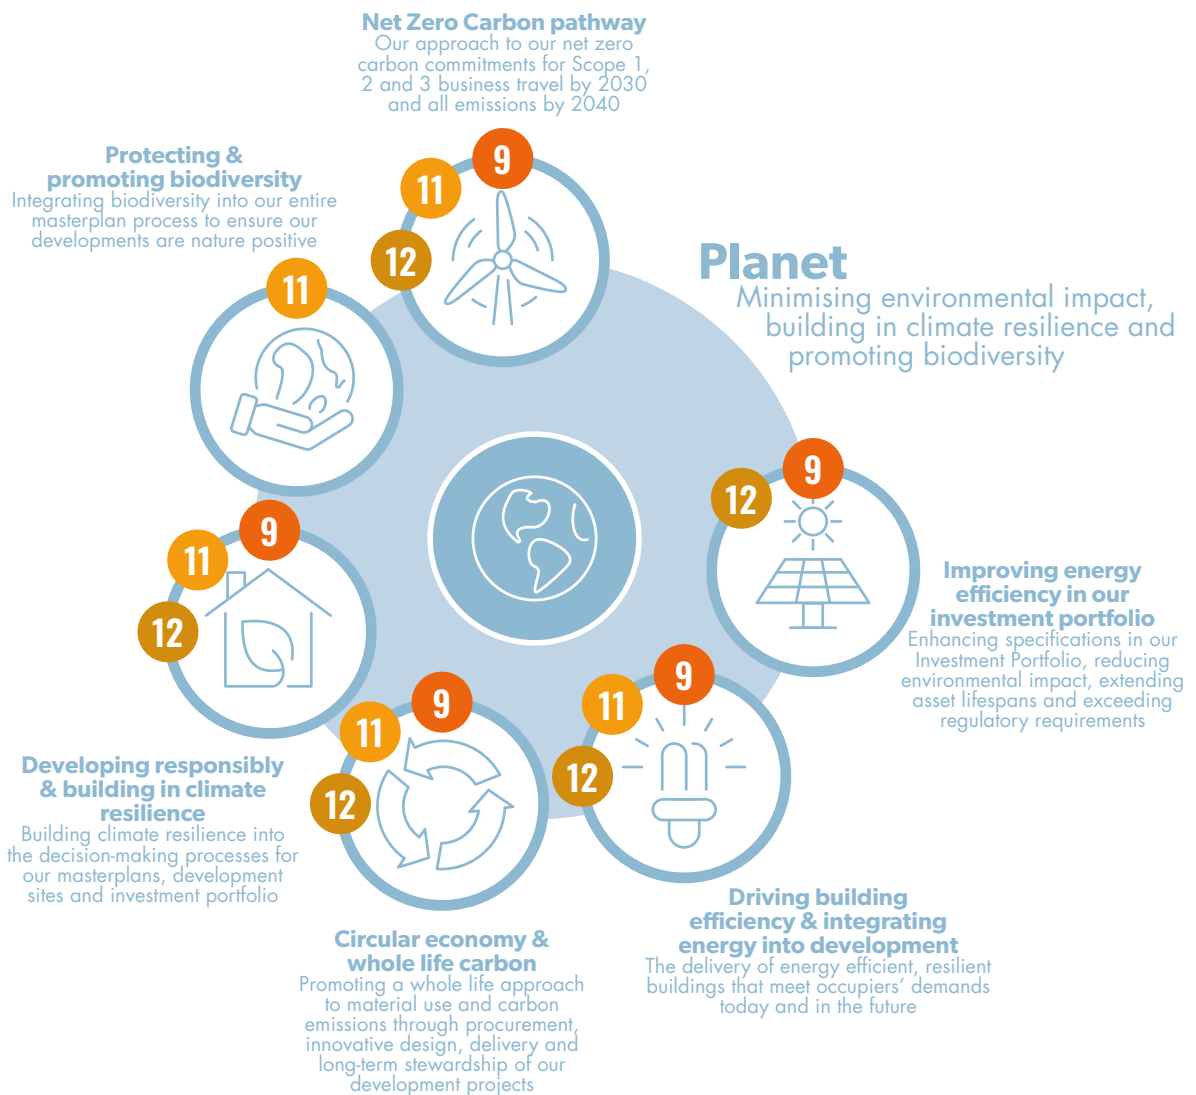 Net Zero Carbon pathway
Our approach to our net zero
carbon commitments for Scope 1,
2 and 3 business travel by 2030
and all emissions by 2040
9
11
12
Protecting &
promoting biodiversity
Integrating biodiversity into our entire
masterplan process to ensure our
developments are nature positive
11
Planet
Minimising environmental impact,
building in climate resilience and
promoting biodiversity
9
12
Improving energy
efficiency in our
investment portfolio
Enhancing specifications in our
Investment Portfolio, reducing
environmental impact, extending
asset lifespans and exceeding
regulatory requirements
9
11
12
Developing responsibly
& building in climate
resilience
Building climate resilience into
the decision-making processes for
our masterplans, development
sites and investment portfolio
9
11
12
Circular economy &
whole life carbon
Promoting a whole life approach
to material use and carbon
emissions through procurement,
innovative design, delivery and
long-term stewardship of our
development projects
9
11
12
Driving building
efficiency & integrating
energy into development
The delivery of energy efficient, resilient
buildings that meet occupiers’ demands
today and in the future